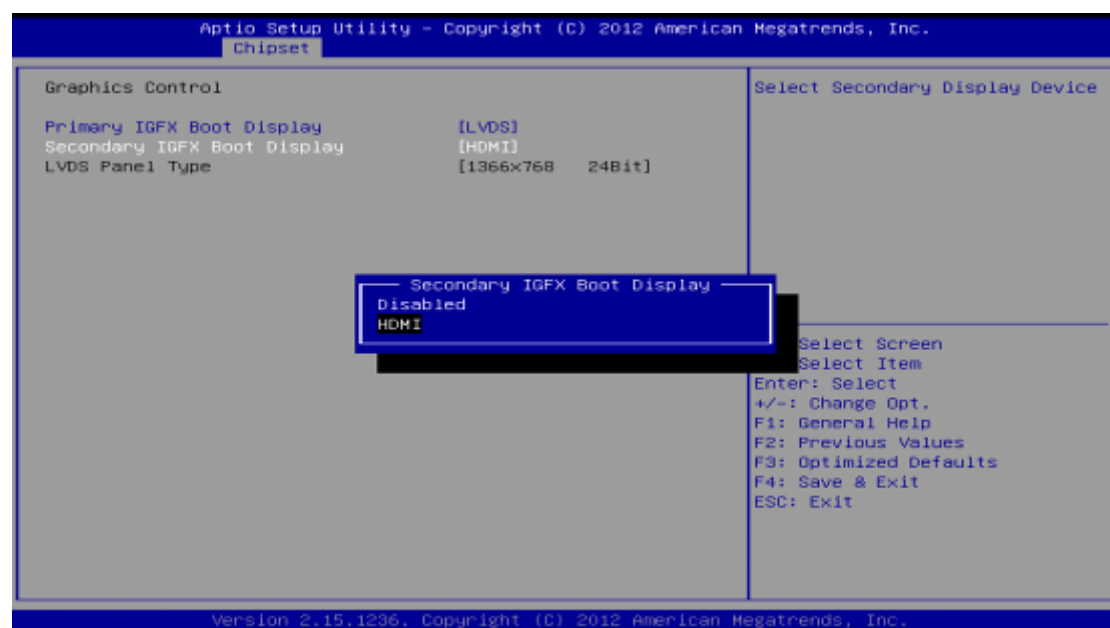 Aptio Setup Utility – Copyright (C) 2012 American Megatrends, Inc.
Chipset
Graphics Control
Primary IGFX Boot Display [LVDS]
Secondary IGFX Boot Display [HDMI]
LVDS Panel Type [1366x768 24Bit]
Select Secondary Display Device
Secondary IGFX Boot Display
Disabled
HDMI
Select Screen
Select Item
Enter: Select
+/-: Change Opt.
F1: General Help
F2: Previous Values
F3: Optimized Defaults
F4: Save & Exit
ESC: Exit
Version 2.15.1236. Copyright (C) 2012 American Megatrends, Inc.